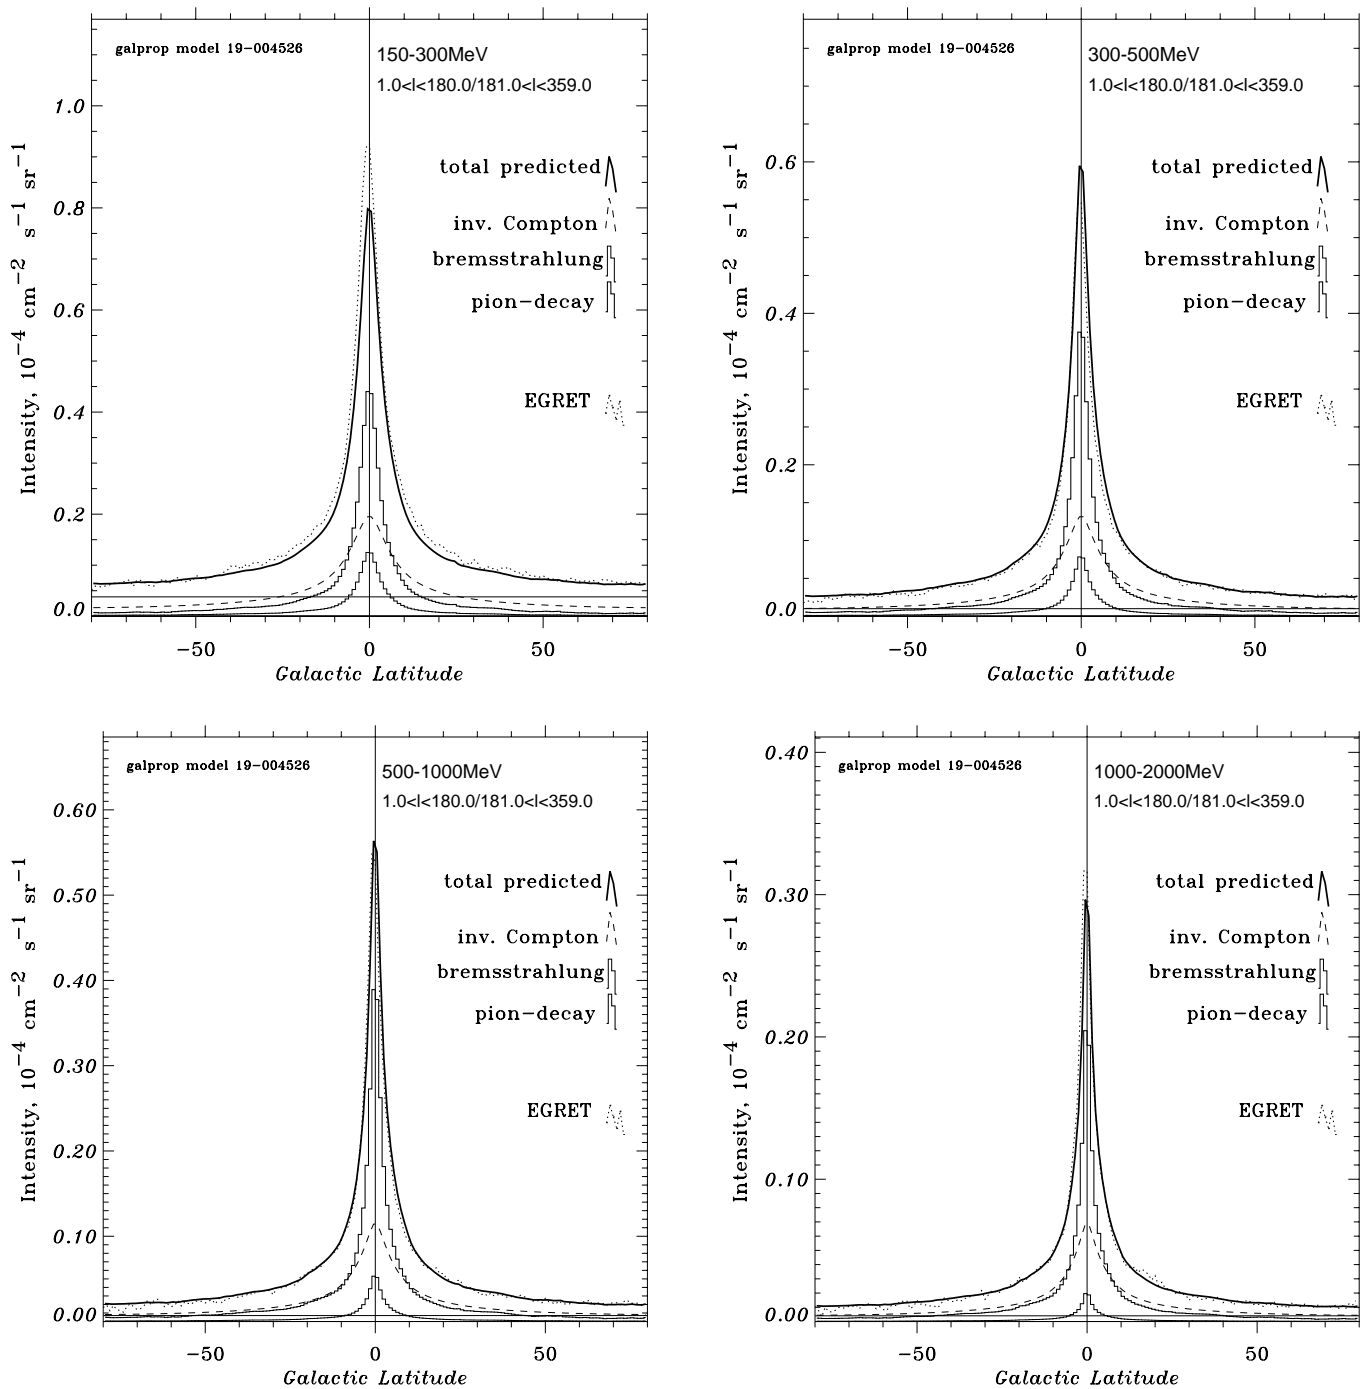 galprop model 19-004526
150-300MeV
1.0<l<180.0/181.0<l<359.0
total predicted
inv. Compton
bremsstrahlung
pion-decay
EGRET
Intensity, 10⁻⁴ cm⁻² s⁻¹ sr⁻¹
1.0
0.8
0.6
0.4
0.2
0.0
-50 0 50
Galactic Latitude
galprop model 19-004526
300-500MeV
1.0<l<180.0/181.0<l<359.0
total predicted
inv. Compton
bremsstrahlung
pion-decay
EGRET
Intensity, 10⁻⁴ cm⁻² s⁻¹ sr⁻¹
0.6
0.4
0.2
0.0
-50 0 50
Galactic Latitude
galprop model 19-004526
500-1000MeV
1.0<l<180.0/181.0<l<359.0
total predicted
inv. Compton
bremsstrahlung
pion-decay
EGRET
Intensity, 10⁻⁴ cm⁻² s⁻¹ sr⁻¹
0.60
0.50
0.40
0.30
0.20
0.10
0.00
-50 0 50
Galactic Latitude
galprop model 19-004526
1000-2000MeV
1.0<l<180.0/181.0<l<359.0
total predicted
inv. Compton
bremsstrahlung
pion-decay
EGRET
Intensity, 10⁻⁴ cm⁻² s⁻¹ sr⁻¹
0.40
0.30
0.20
0.10
0.00
-50 0 50
Galactic Latitude